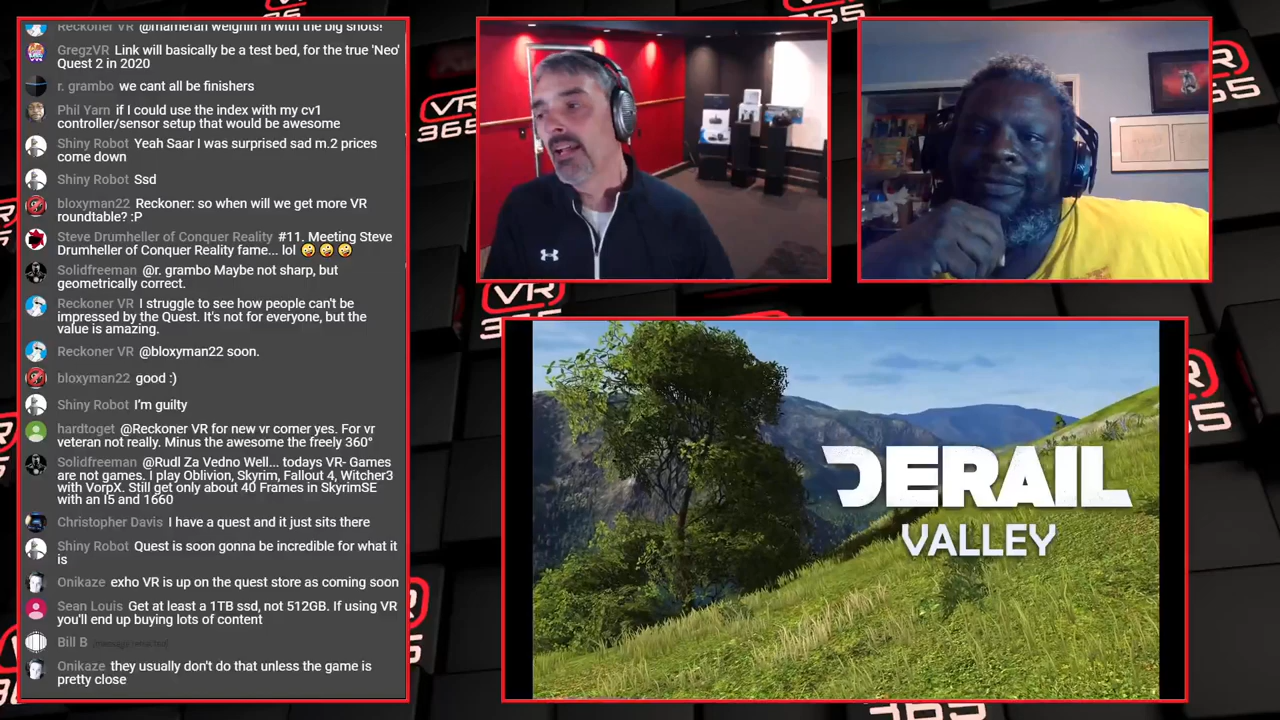 Reckoner VR @mameran weighin in with the big shots!
GregzVR Link will basically be a test bed, for the true 'Neo'
Quest 2 in 2020
r. grambo we cant all be finishers
Phil Yarn if I could use the index with my cv1
controller/sensor setup that would be awesome
Shiny Robot Yeah Saar I was surprised sad m.2 prices
come down
Shiny Robot Ssd
bloxyman22 Reckoner: so when will we get more VR
roundtable? :P
Steve Drumheller of Conquer Reality #11. Meeting Steve
Drumheller of Conquer Reality fame... lol 🤪🤪🤪
Solidfreeman @r. grambo Maybe not sharp, but
geometrically correct.
Reckoner VR I struggle to see how people can't be
impressed by the Quest. It's not for everyone, but the
value is amazing.
Reckoner VR @bloxyman22 soon.
bloxyman22 good :)
Shiny Robot I'm guilty
hardtoget @Reckoner VR for new vr corner yes. For vr
veteran not really. Minus the awesome the freely 360°
Solidfreeman @Rudl Za Vedno Well... todays VR- Games
are not games. I play Oblivion, Skyrim, Fallout 4, Witcher3
with VorpX. Still get only about 40 Frames in SkyrimSE
with an I5 and 1660
Christopher Davis I have a quest and it just sits there
Shiny Robot Quest is soon gonna be incredible for what it
is
Onikaze exho VR is up on the quest store as coming soon
Sean Louis Get at least a 1TB ssd, not 512GB. If using VR
you'll end up buying lots of content
Bill B [message retracted]
Onikaze they usually don't do that unless the game is
pretty close
VR
365
VR
365
DERAIL
VALLEY